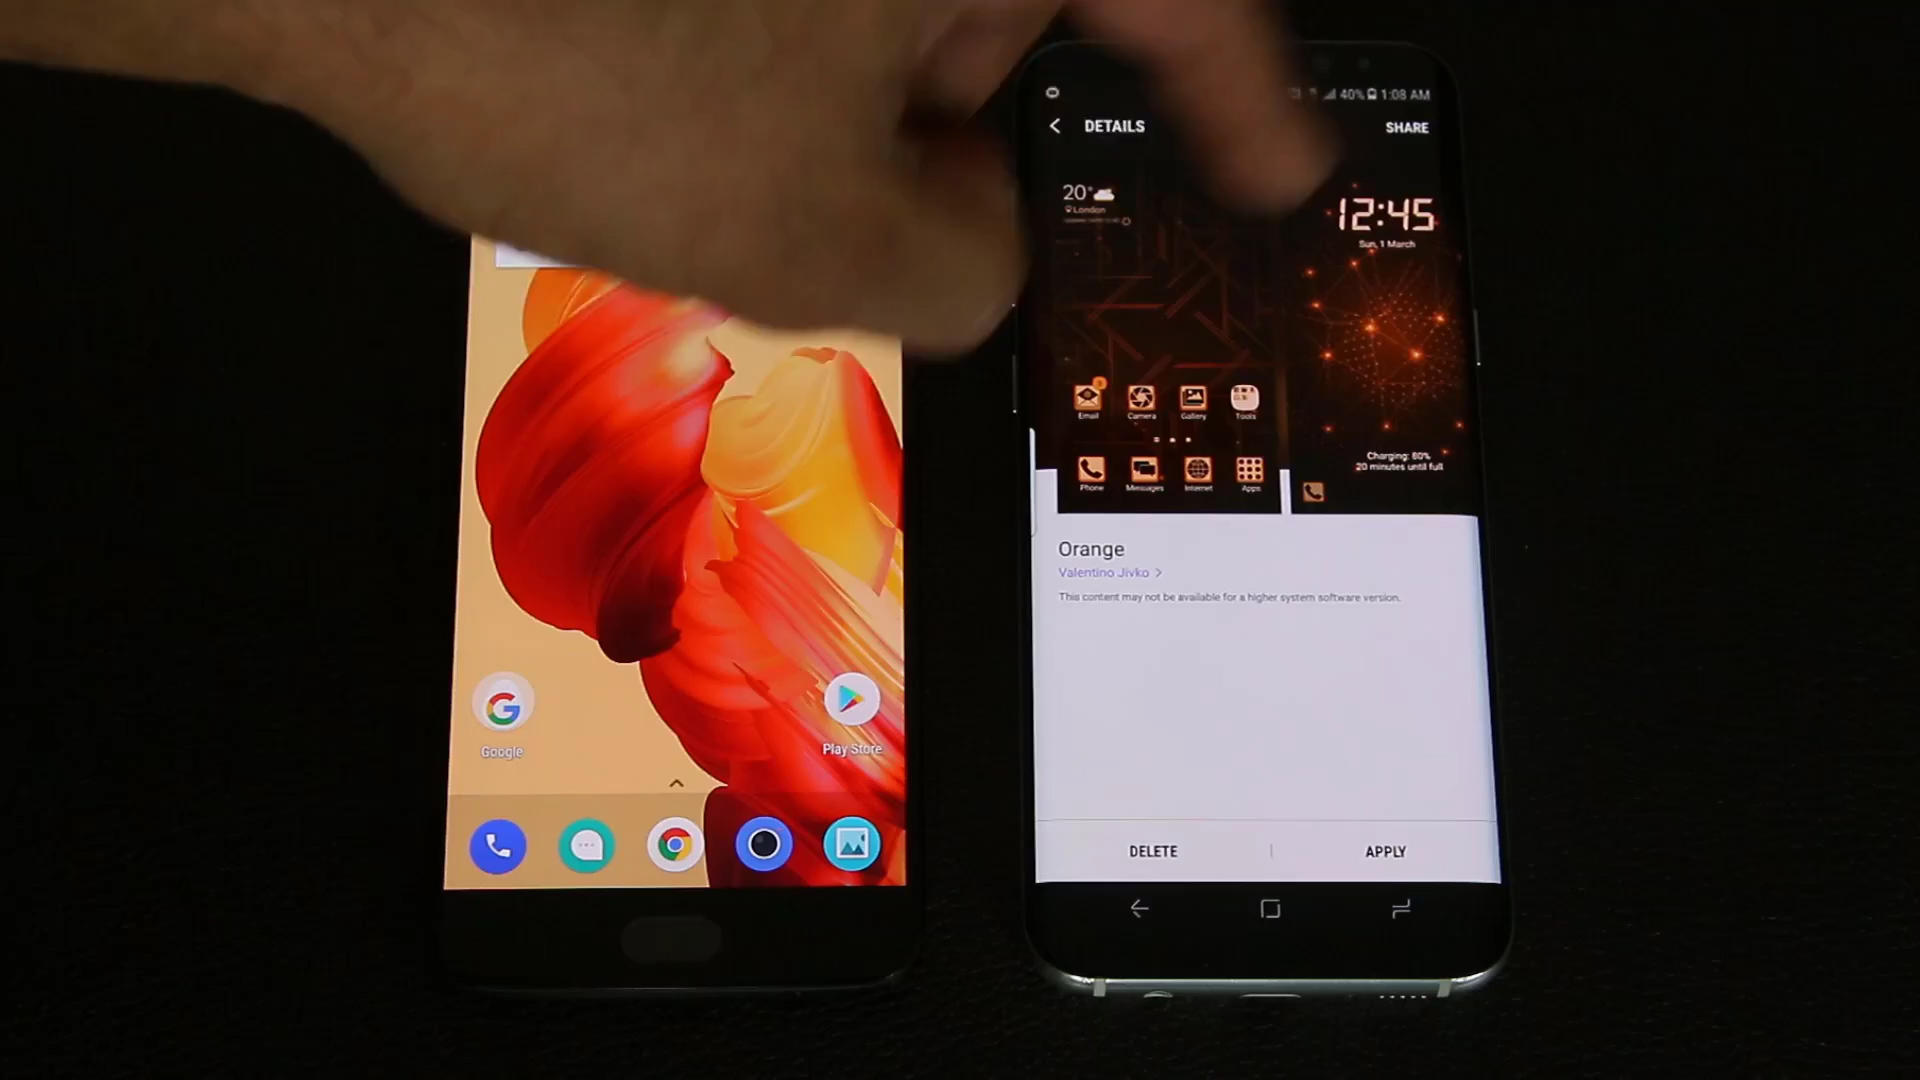 Google
Play Store
40% 1:08 AM
DETAILS
SHARE
20°
London
12:45
Sun, 1 March
Email
Camera
Gallery
Tools
Charging: 80%
20 minutes until full
Phone
Messages
Internet
Apps
Orange
Valentino Jivko >
This content may not be available for a higher system software version.
DELETE
APPLY